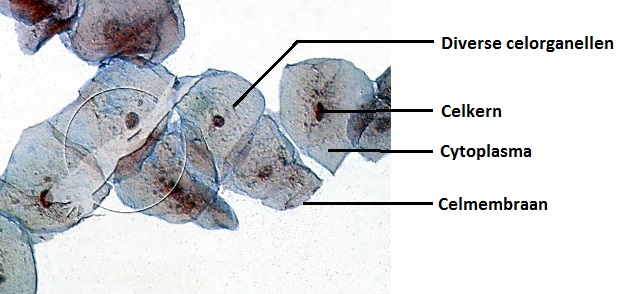 Diverse celorganellen
Celkern
Cytoplasma
Celmembraan